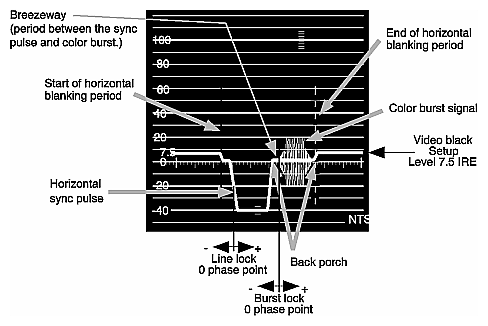 Breezeway
(period between the sync
pulse and color burst.)
End of horizontal
blanking period
Start of horizontal
blanking period
Color burst signal
Video black
Setup
Level 7.5 IRE
Horizontal
sync pulse
100
80
60
40
20
7.5
0
-20
-40
NTS
- +
Line lock
0 phase point
Back porch
- +
Burst lock
0 phase point